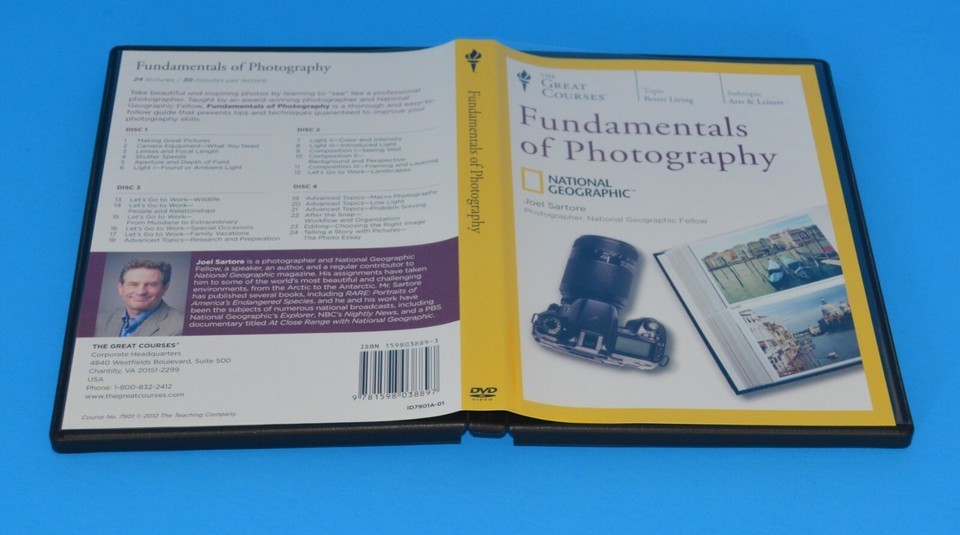 Fundamentals of Photography
24 lectures / 30 minutes per lecture
Take beautiful and inspiring photos by learning to "see" like a professional
photographer. Taught by an award-winning photographer and National
Geographic Fellow, Fundamentals of Photography is a thorough and easy-to-
follow guide that presents tips and techniques guaranteed to improve your
photography skills.
DISC 1
1 Making Great Pictures
2 Camera Equipment—What You Need
3 Lenses and Focal Length
4 Shutter Speeds
5 Aperture and Depth of Field
6 Light I—Found or Ambient Light
DISC 2
7 Light II—Color and Intensity
8 Light III—Introduced Light
9 Composition I—Seeing Well
10 Composition II—
Background and Perspective
11 Composition III—Framing and Layering
12 Let's Go to Work—Landscapes
DISC 3
13 Let's Go to Work—Wildlife
14 Let's Go to Work—
People and Relationships
15 Let's Go to Work—
From Mundane to Extraordinary
16 Let's Go to Work—Special Occasions
17 Let's Go to Work—Family Vacations
18 Advanced Topics—Research and Preparation
DISC 4
19 Advanced Topics—Macro Photography
20 Advanced Topics—Low Light
21 Advanced Topics—Problem Solving
22 After the Snap—
Workflow and Organization
23 Editing—Choosing the Right Image
24 Telling a Story with Pictures—
The Photo Essay
Joel Sartore is a photographer and National Geographic
Fellow, a speaker, an author, and a regular contributor to
National Geographic magazine. His assignments have taken
him to some of the world's most beautiful and challenging
environments, from the Arctic to the Antarctic. Mr. Sartore
has published several books, including RARE: Portraits of
America's Endangered Species, and he and his work have
been the subjects of numerous national broadcasts, including
National Geographic's Explorer, NBC's Nightly News, and a PBS
documentary titled At Close Range with National Geographic.
THE GREAT COURSES™
Corporate Headquarters
4840 Westfields Boulevard, Suite 500
Chantilly, VA 20151-2299
USA
Phone: 1-800-832-2412
www.thegreatcourses.com
Course No. 7901 © 2012 The Teaching Company.
ISBN 159803889-3
9 781598 038897
ID7901A-01
Fundamentals of Photography
DVD
VIDEO
THE
GREAT
COURSES™
Topic
Better Living
Subtopic
Arts & Leisure
Fundamentals
of Photography
NATIONAL
GEOGRAPHIC™
Joel Sartore
Photographer, National Geographic Fellow